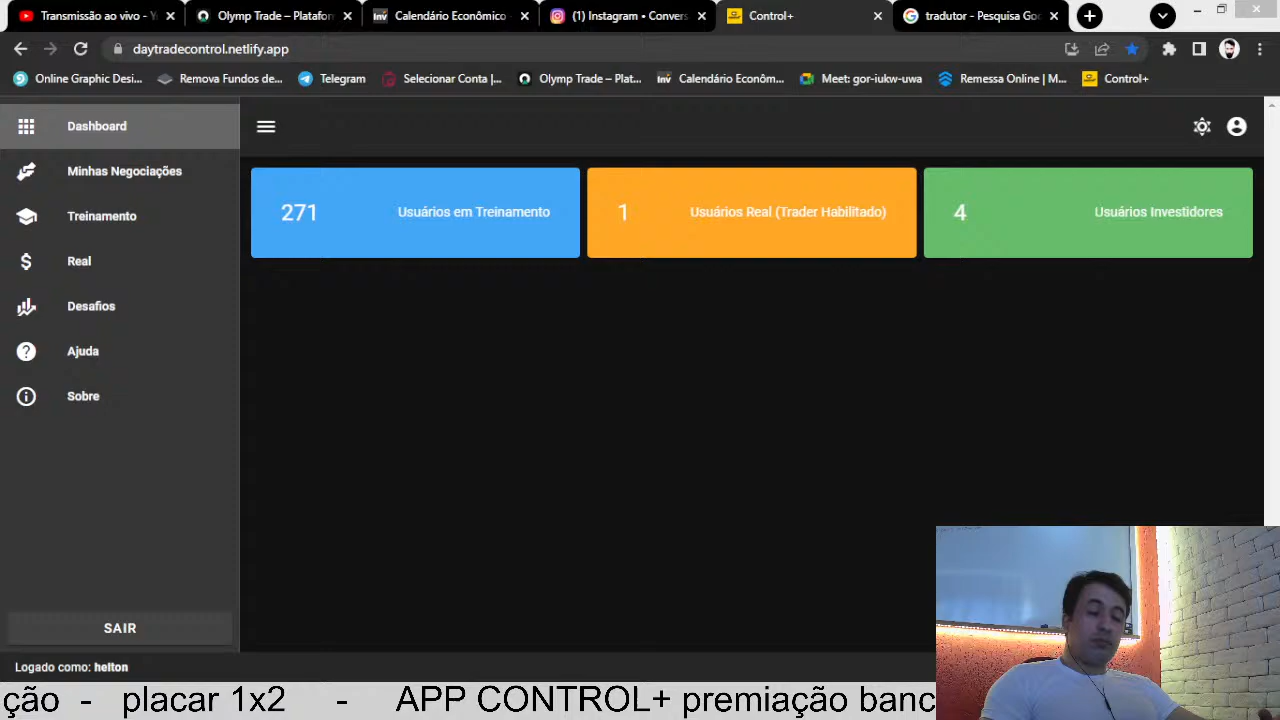 Transmissão ao vivo - Y
Olymp Trade – Platafor
Calendário Econômico -
(1) Instagram • Convers
Control+
tradutor - Pesquisa Goo
daytradecontrol.netlify.app
Online Graphic Desi...
Remova Fundos de...
Telegram
Selecionar Conta |...
Olymp Trade – Plat...
Calendário Econôm...
Meet: gor-iukw-uwa
Remessa Online | M...
Control+
Dashboard
Minhas Negociações
Treinamento
Real
Desafios
Ajuda
Sobre
271 Usuários em Treinamento
1 Usuários Real (Trader Habilitado)
4 Usuários Investidores
SAIR
Logado como: helton
ção - placar 1x2 - APP CONTROL+ premiação banc